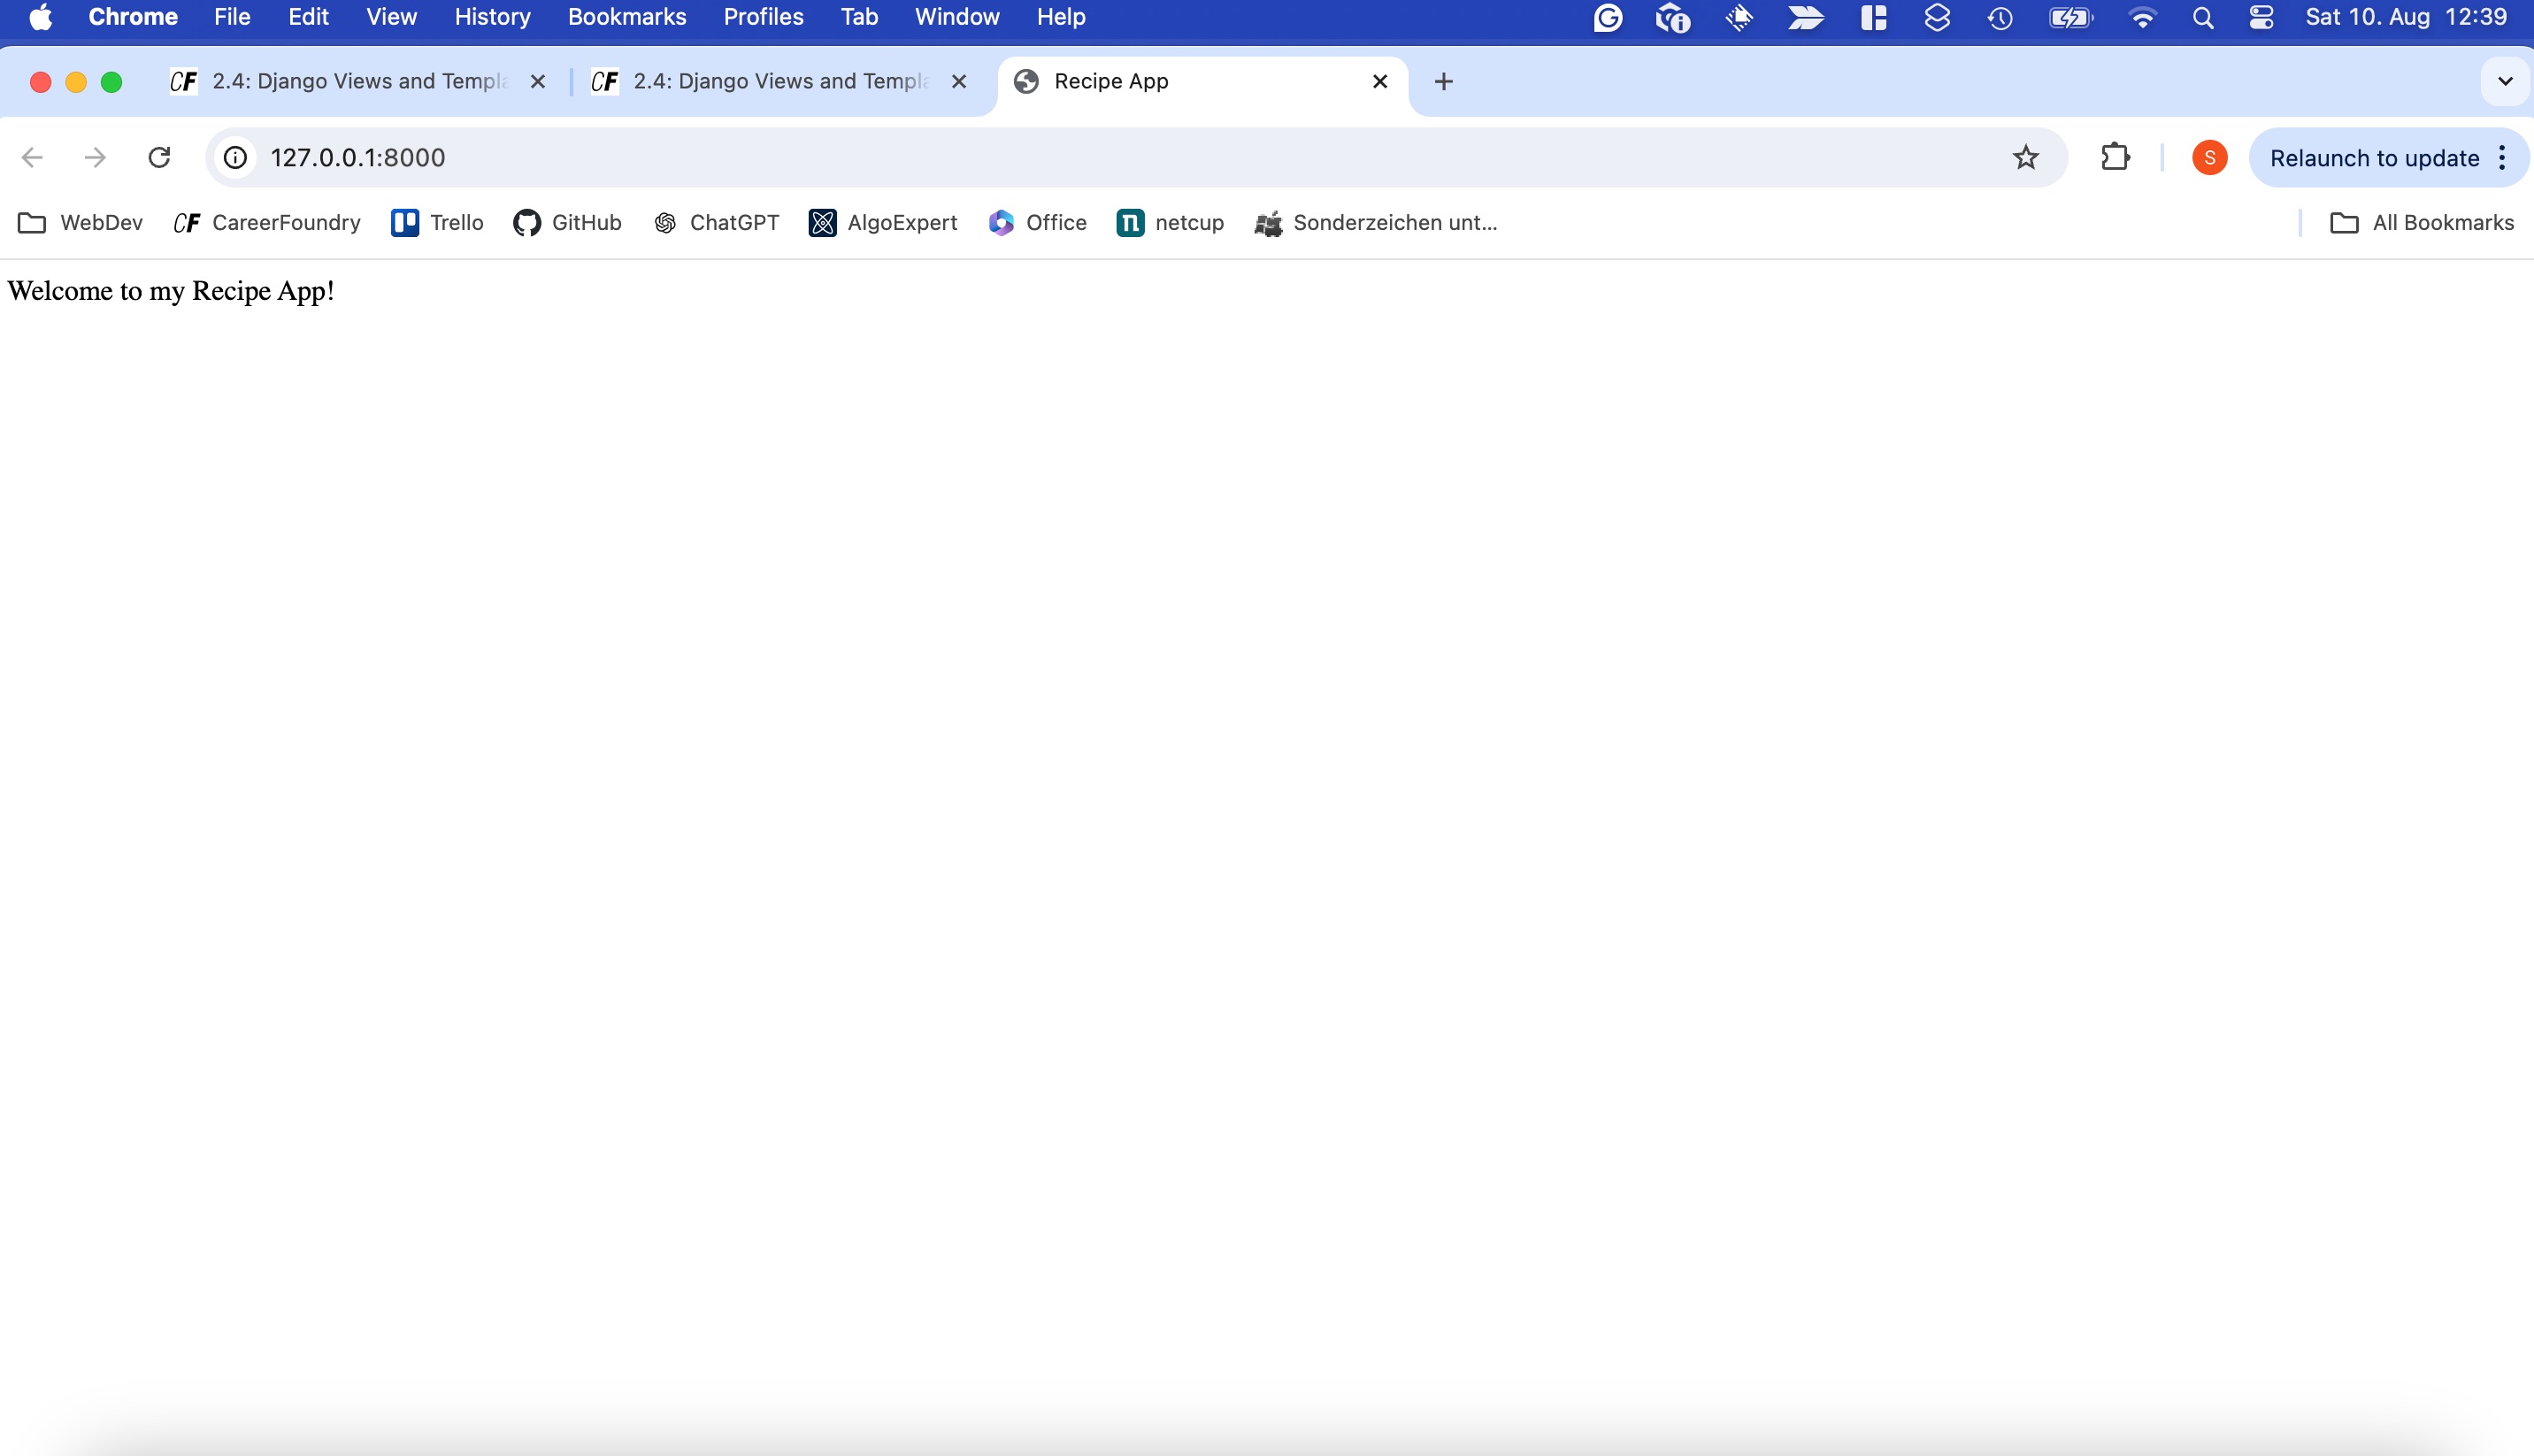 Chrome File Edit View History Bookmarks Profiles Tab Window Help Sat 10. Aug 12:39
CF 2.4: Django Views and Templa CF 2.4: Django Views and Templa Recipe App
127.0.0.1:8000 S Relaunch to update
WebDev CF CareerFoundry Trello GitHub ChatGPT AlgoExpert Office n netcup Sonderzeichen unt... All Bookmarks
Welcome to my Recipe App!